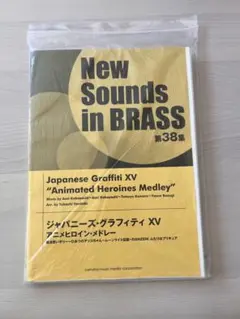 New
Sounds
in BRASS
第38集
Japanese Graffiti XV
"Animated Heroines Medley"
ジャパニーズ・グラフィティ XV
アニメヒロイン・メドレー